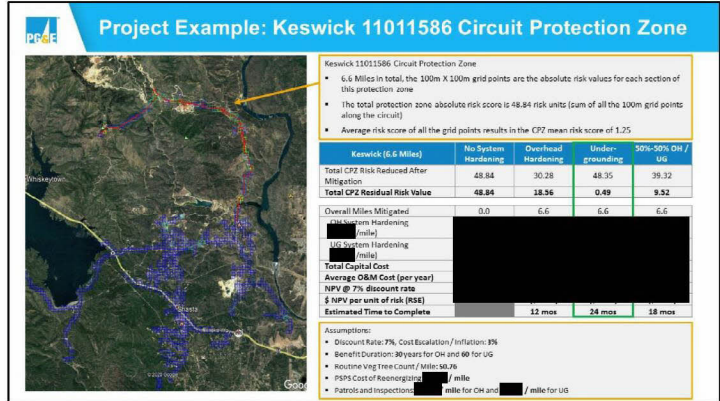 PG&E
Project Example: Keswick 11011586 Circuit Protection Zone
Keswick 11011586 Circuit Protection Zone
▪ 6.6 Miles in total, the 100m X 100m grid points are the absolute risk values for each section of
this protection zone
▪ The total protection zone absolute risk is 48.84 risk units (sum of all the 100m grid points
along the circuit)
▪ Average risk score of all the grid points results in the CPZ mean risk score of 1.25
Keswick (6.6 Miles) No System Hardening Overhead Hardening Under-grounding 50%-50% OH / UG
Total CPZ Risk Reduced After Mitigation 48.84 30.28 48.35 39.32
Total CPZ Residual Risk Value 48.84 18.56 0.49 9.52
Overall Miles Mitigated 0.0 6.6 6.6 6.6
OH System Hardening
/mile)
UG System Hardening
/mile)
Total Capital Cost
Average O&M Cost (per year)
NPV @ 7% discount rate
$ NPV per unit of risk (RSE)
Estimated Time to Complete 12 mos 24 mos 18 mos
Assumptions:
▪ Discount Rate: 7%, Cost Escalation / Inflation: 3%
▪ Benefit Duration: 30 years for OH and 60 for UG
▪ Routine Veg Tree Count / Mile: 50.76
▪ PSPS Cost of Reenergizing / mile
▪ Patrols and Inspections: mile for OH and / mile for UG
Whiskeytown
Shasta
Goo